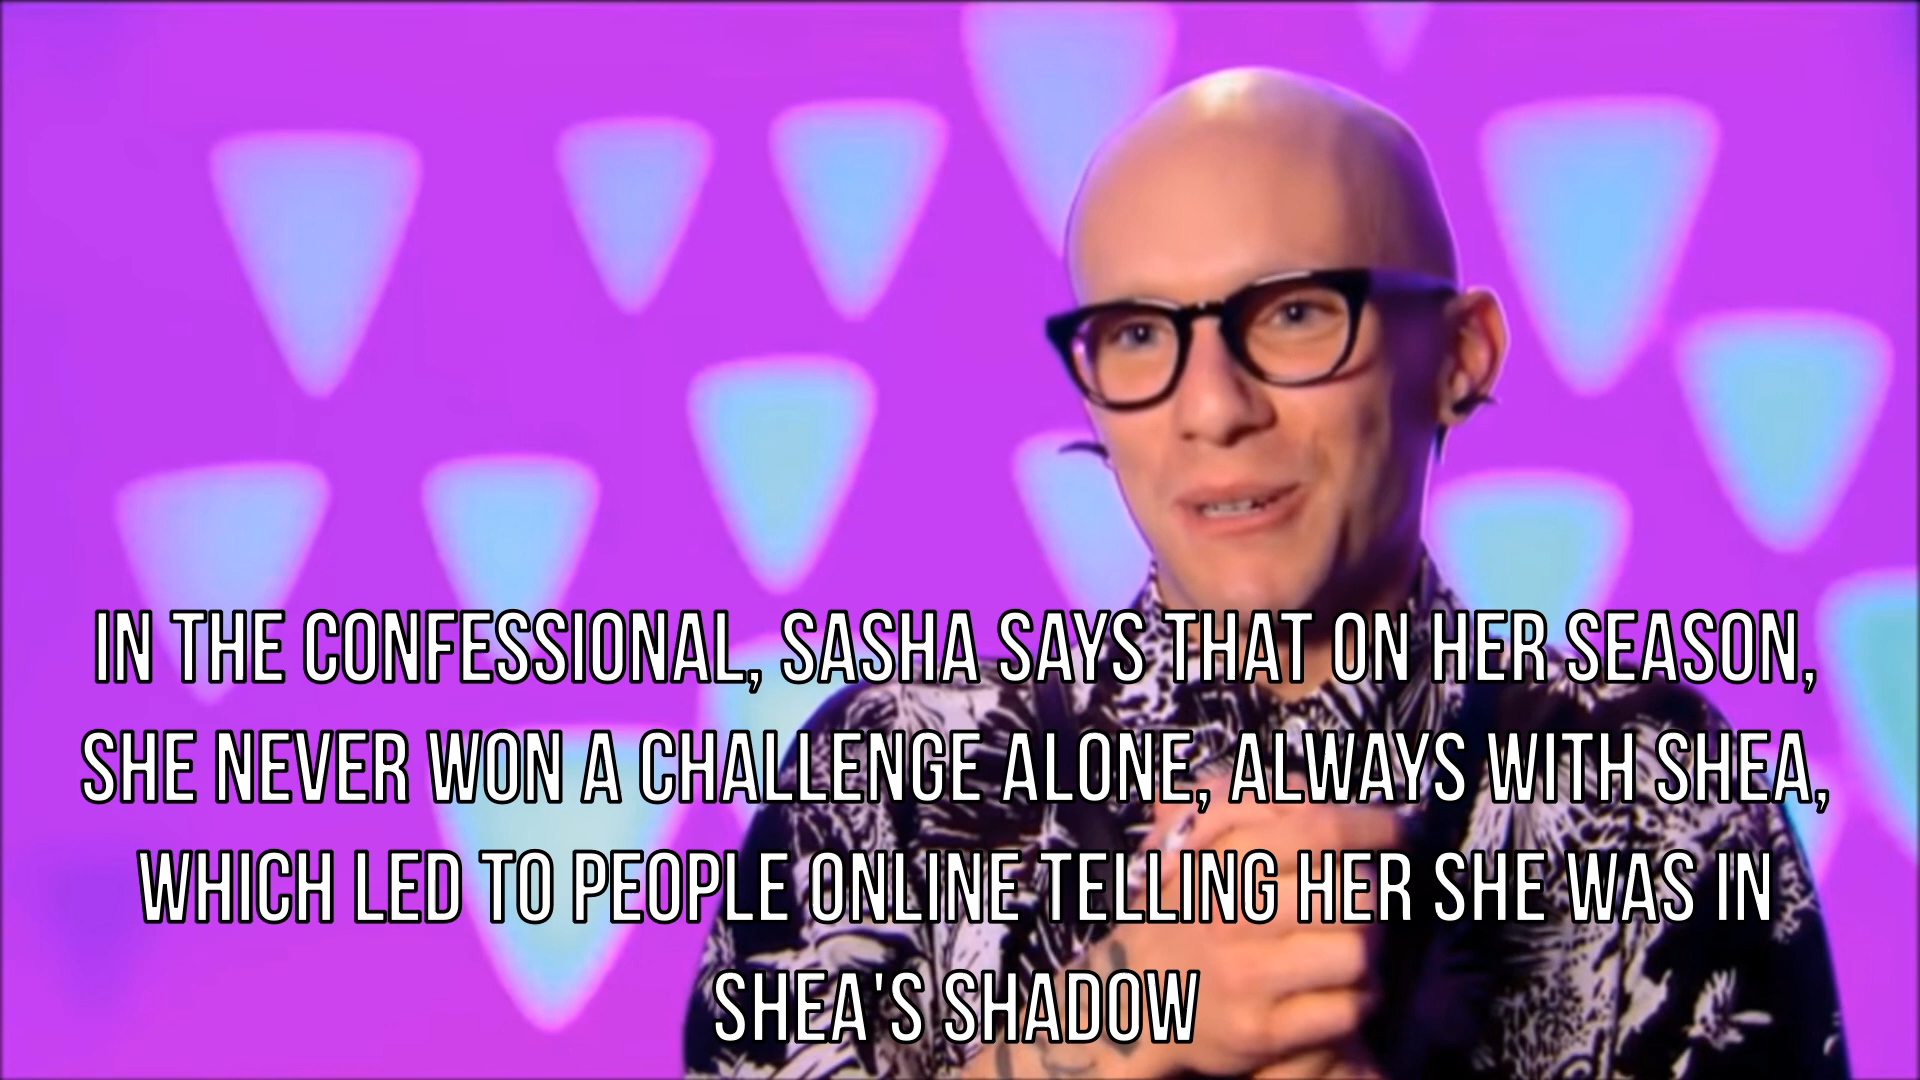 IN THE CONFESSIONAL, SASHA SAYS THAT ON HER SEASON,
SHE NEVER WON A CHALLENGE ALONE, ALWAYS WITH SHEA,
WHICH LED TO PEOPLE ONLINE TELLING HER SHE WAS IN
SHEA'S SHADOW